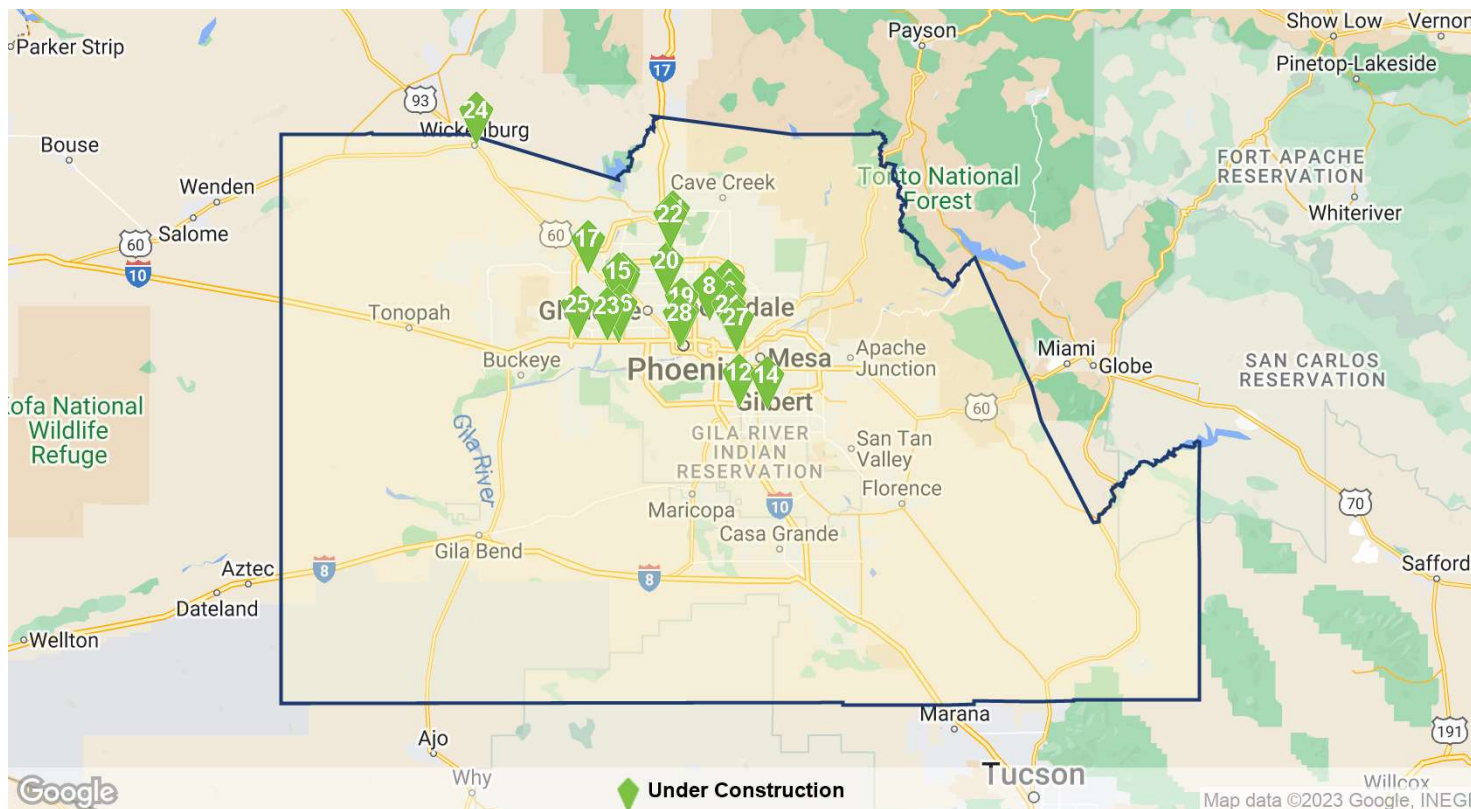 Show Low
Vernon
Parker Strip
Payson
17
Pinetop-Lakeside
93
24
Wickenburg
Bouse
FORT APACHE
RESERVATION
Wenden
Cave Creek
Tonto National
Forest
Whiteriver
22
60
Salome
60
17
10
15
20
8
25
23
19
28
27
Tonopah
Miami
Globe
Mesa
Apache
Junction
Buckeye
Phoenix
SAN CARLOS
RESERVATION
12
14
Gilbert
60
Kofa National
Wildlife
Refuge
Gila River
GILA RIVER
INDIAN
RESERVATION
San Tan
Valley
Florence
70
Maricopa
10
Casa Grande
Gila Bend
Aztec
8
8
Safford
Dateland
Wellton
Marana
Ajo
191
Why
Tucson
Willcox
Google
Under Construction
Map data ©2023 Google, INEGI